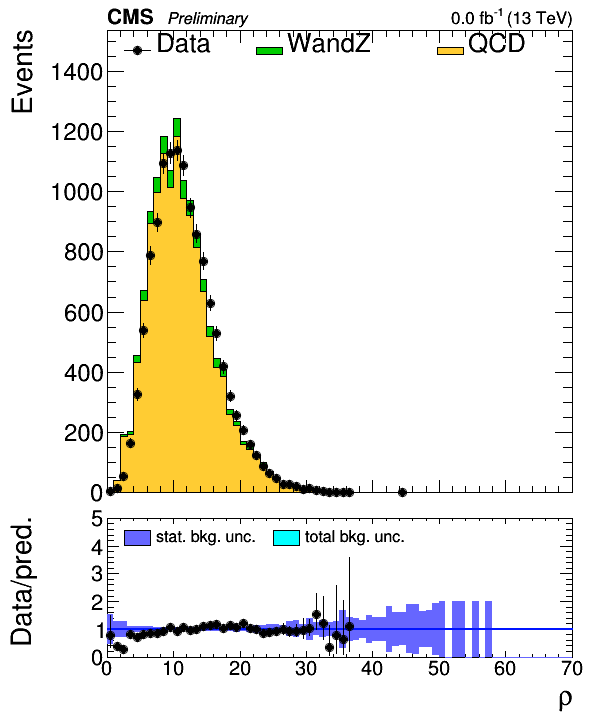 CMS Preliminary 0.0 fb⁻¹ (13 TeV)
Data WandZ QCD
Events
1400
1200
1000
800
600
400
200
0
Data/pred.
stat. bkg. unc. total bkg. unc.
5
4
3
2
1
0
0 10 20 30 40 50 60 70
ρ